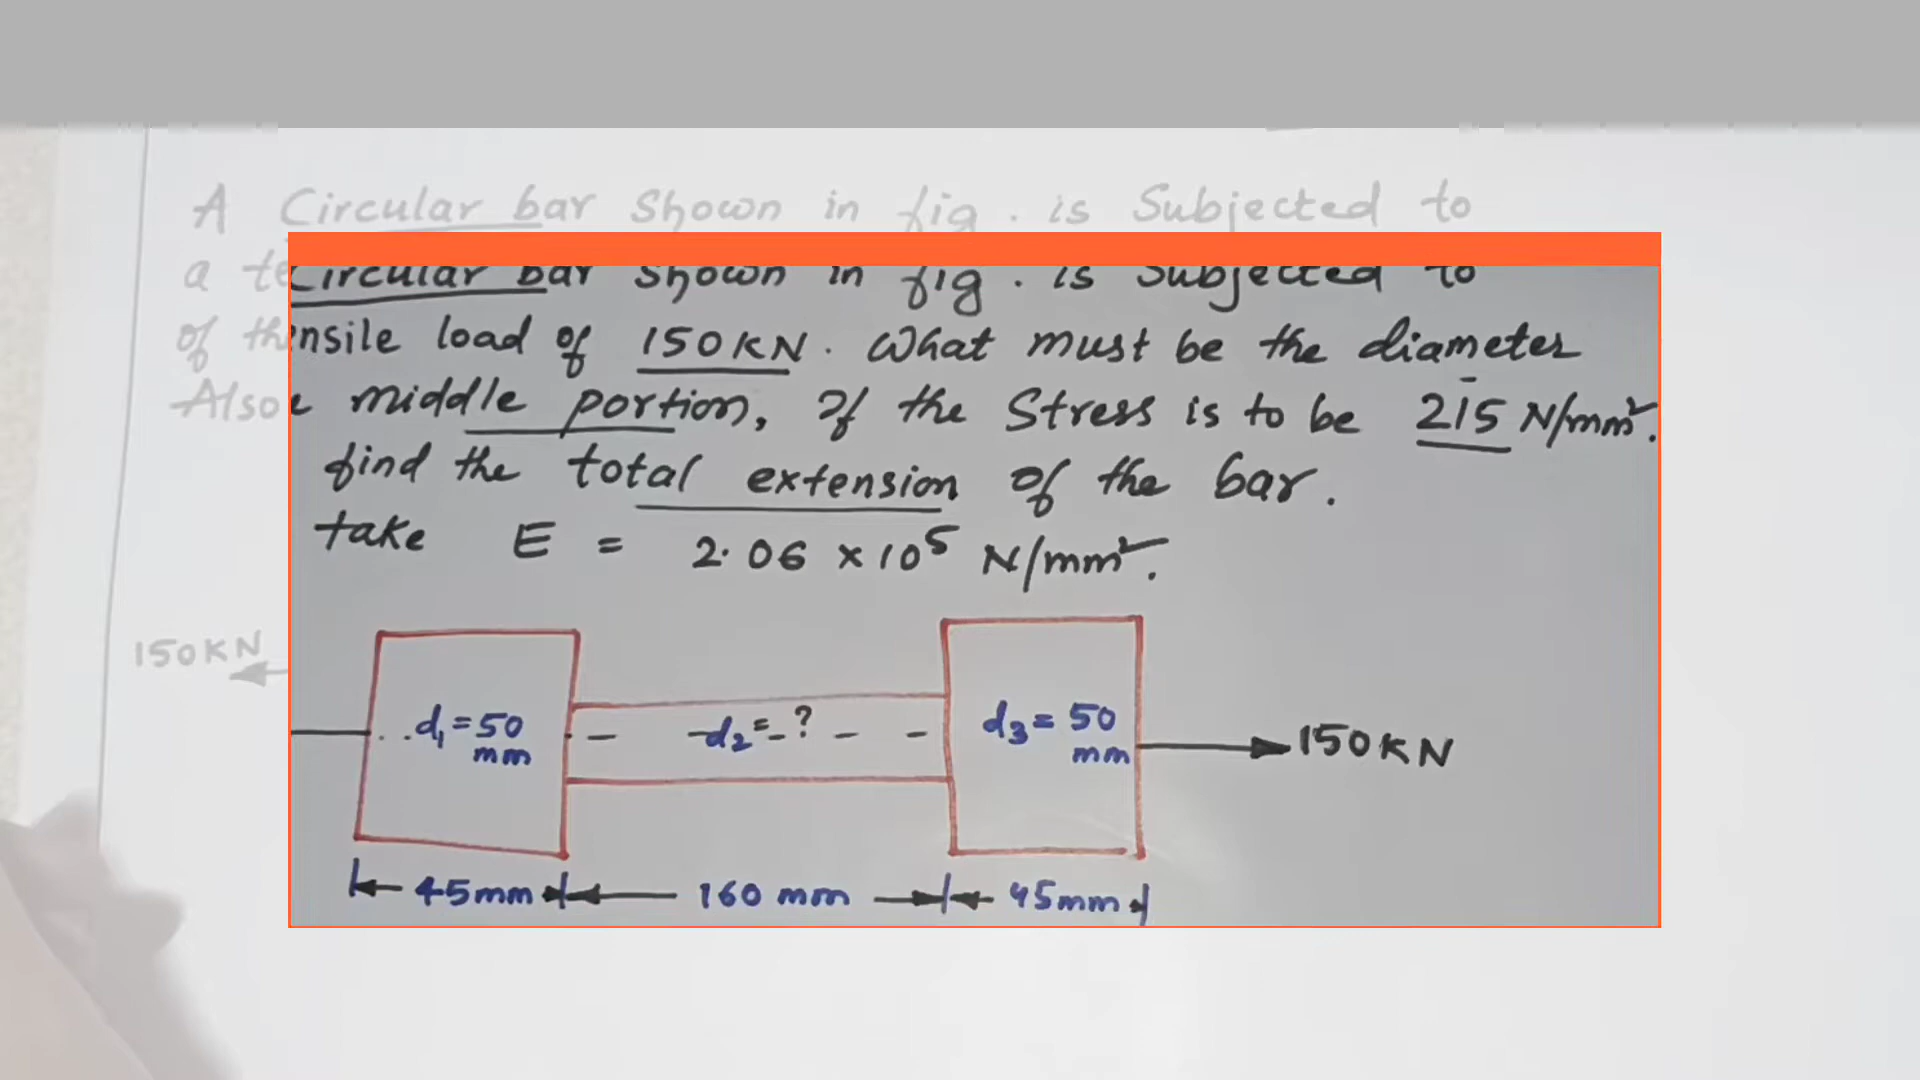 A Circular bar Shown in fig. is Subjected to
a te
of th
Also
Circular bar Shown in fig. is Subjected to
nsile load of 150KN. What must be the diameter
e middle portion, If the Stress is to be 215 N/mm².
find the total extension of the bar.
take E = 2.06 ×10⁵ N/mm².
150KN
d₁=50 mm
d₂=?
d₃=50 mm
150KN
45mm
160 mm
45mm